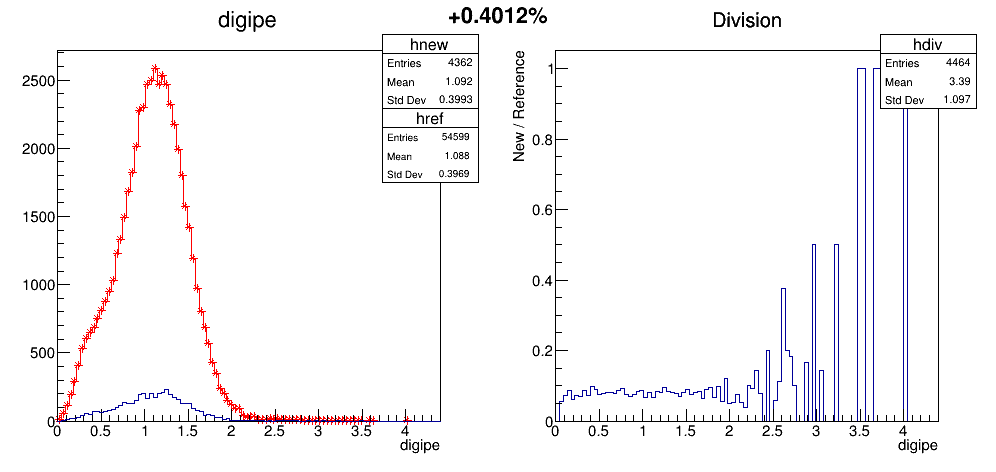 +0.4012%
digipe
hnew
Entries 4362
Mean 1.092
Std Dev 0.3993
href
Entries 54599
Mean 1.088
Std Dev 0.3969
2500
2000
1500
1000
500
0
0 0.5 1 1.5 2 2.5 3 3.5 4
digipe
Division
hdiv
Entries 4464
Mean 3.39
Std Dev 1.097
New / Reference
1
0.8
0.6
0.4
0.2
0
0 0.5 1 1.5 2 2.5 3 3.5 4
digipe